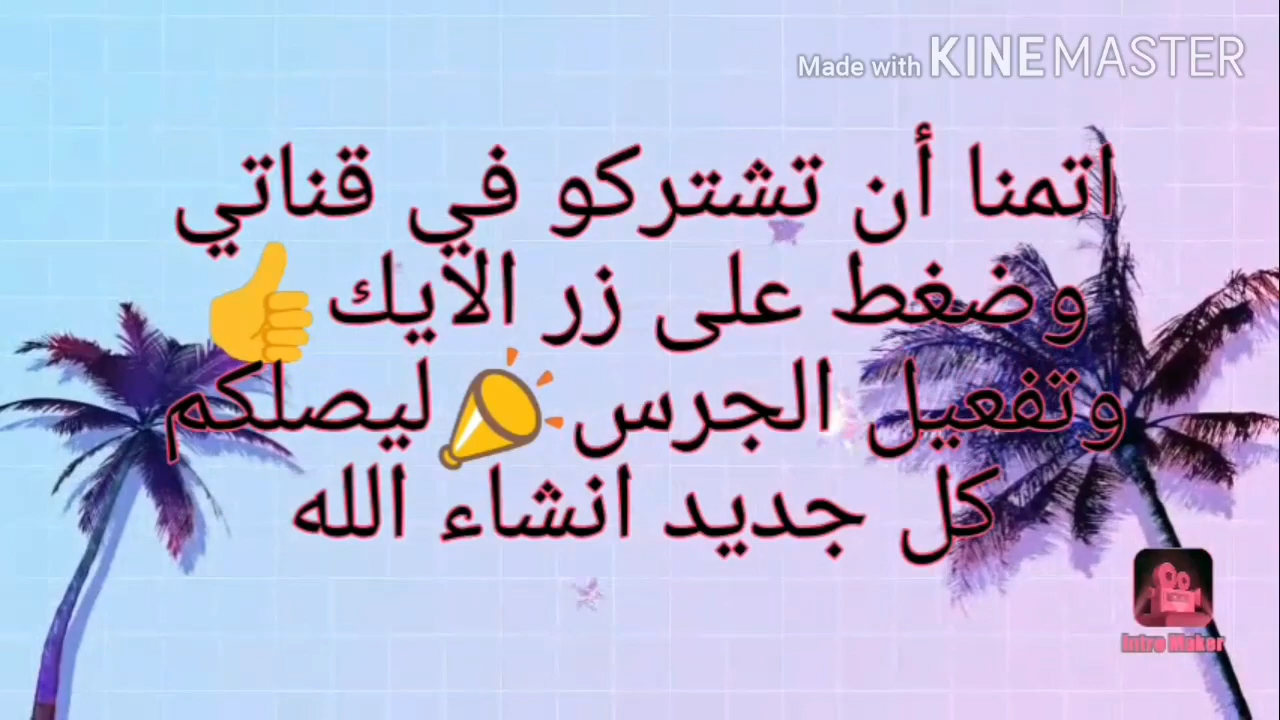 Made with KINEMASTER
اتمنا أن تشتركو في قناتي
وضغط على زر الايك👍
وتفعيل الجرس📣ليصلكم
كل جديد انشاء الله
Intro Maker